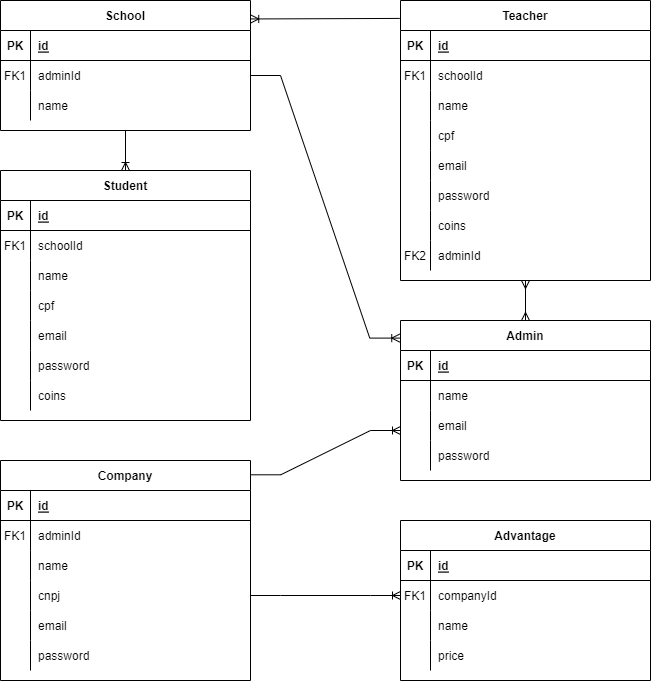 School
PK id
FK1 adminId
name
Teacher
PK id
FK1 schoolId
name
cpf
email
password
coins
FK2 adminId
Student
PK id
FK1 schoolId
name
cpf
email
password
coins
Admin
PK id
name
email
password
Company
PK id
FK1 adminId
name
cnpj
email
password
Advantage
PK id
FK1 companyId
name
price